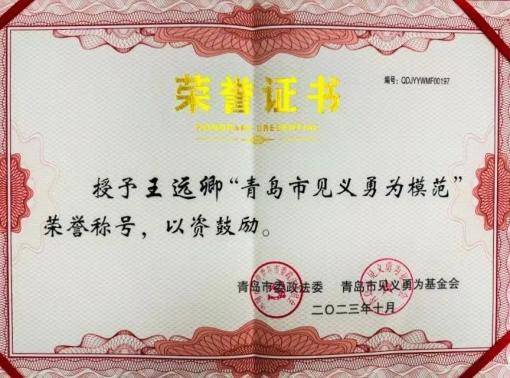 编号：QDJYYWMF00197
荣誉证书
HONORARY CREDENTIAL
授予王远卿“青岛市见义勇为模范”
荣誉称号，以资鼓励。
青岛市委政法委 青岛市见义勇为基金会
二〇二三年十月